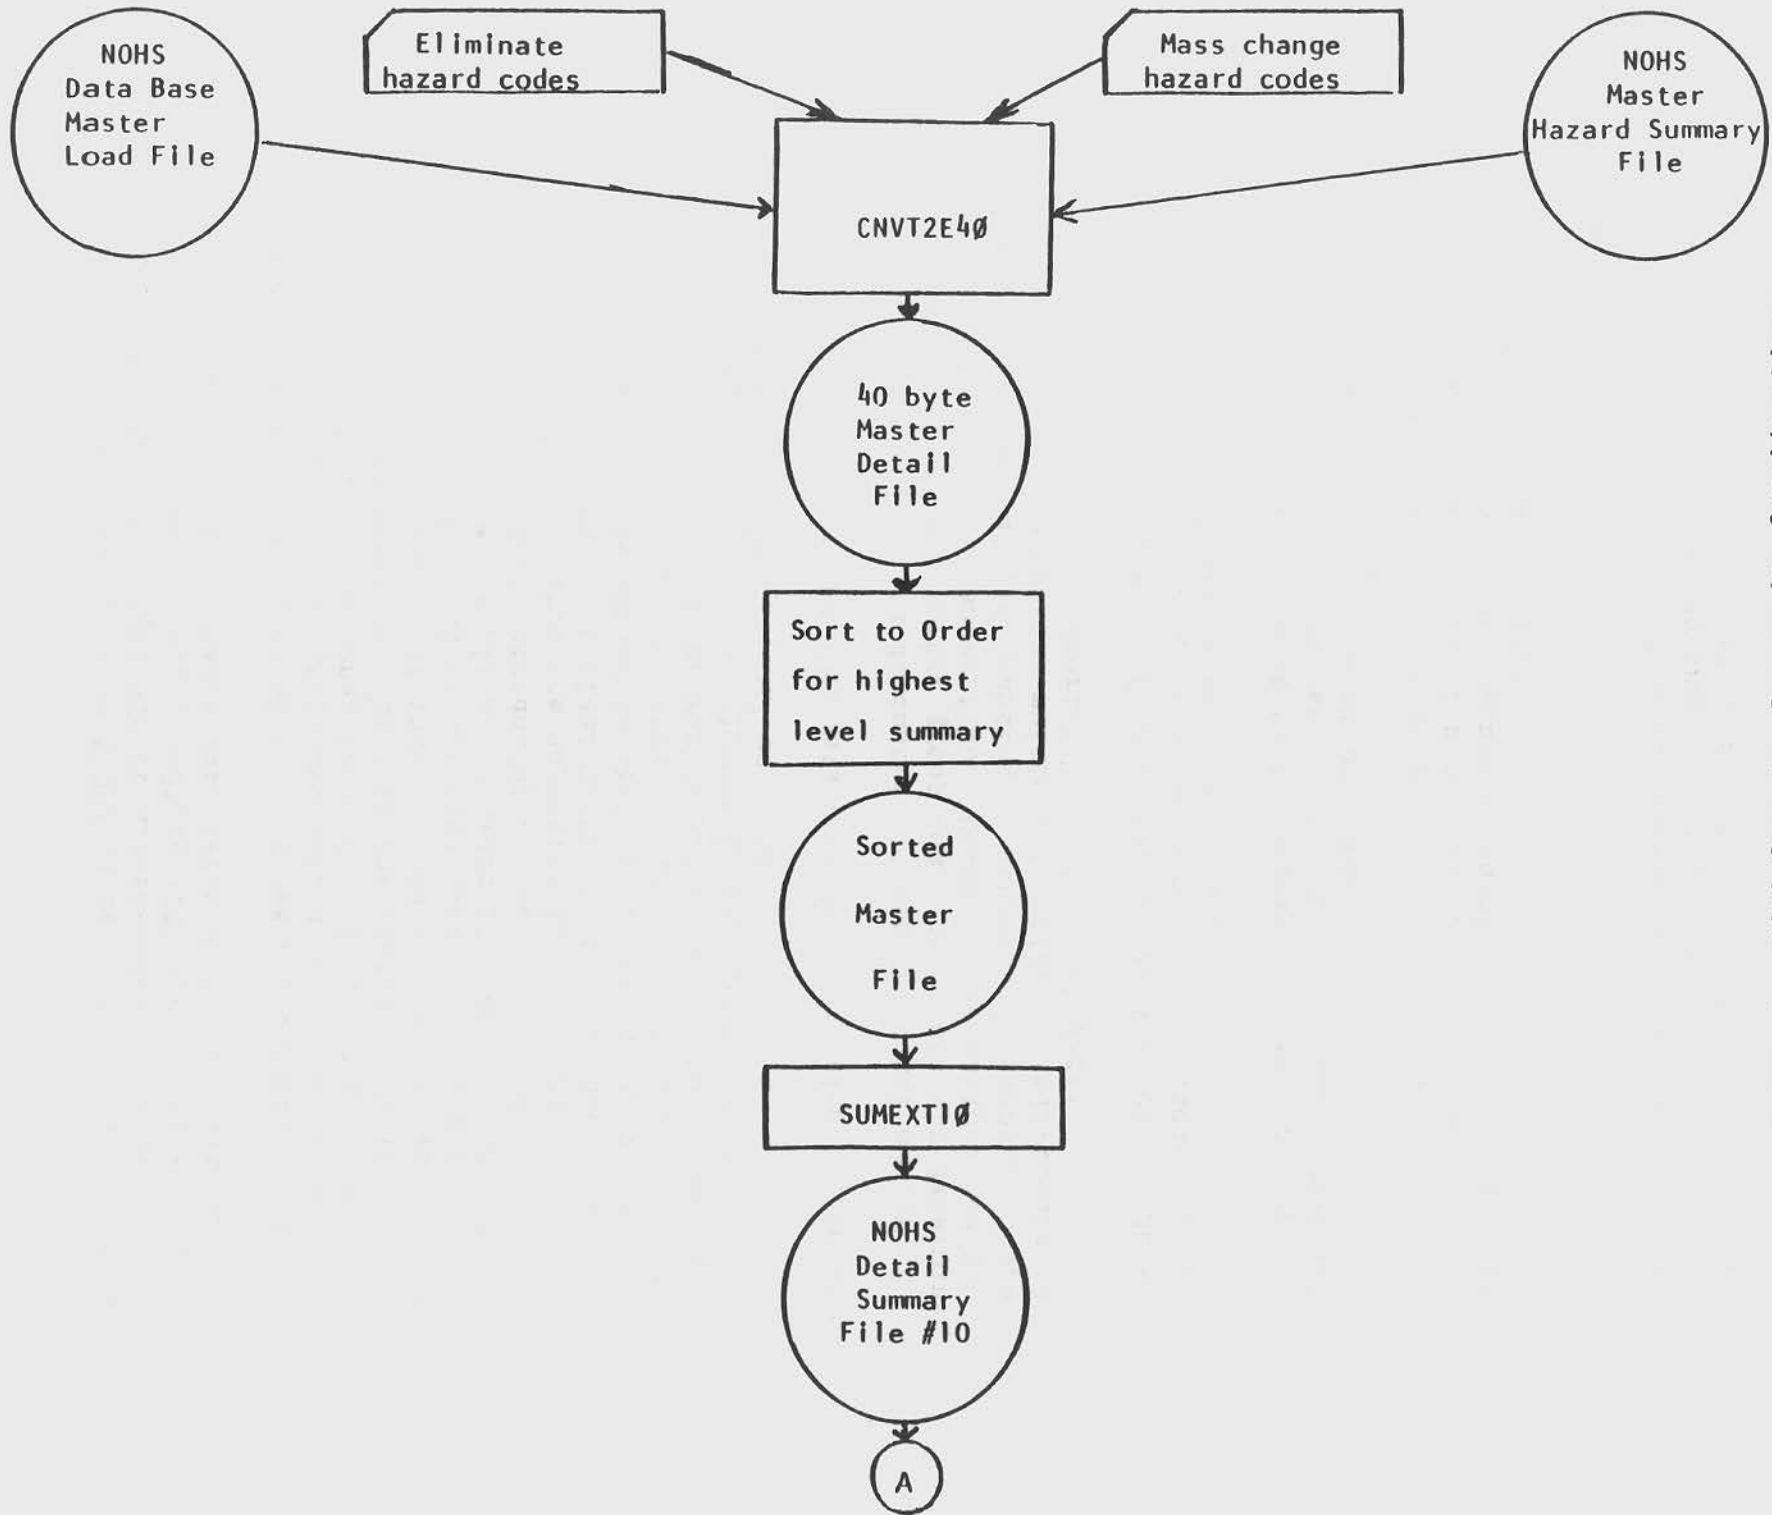 NOHS
Data Base
Master
Load File
Eliminate
hazard codes
Mass change
hazard codes
NOHS
Master
Hazard Summary
File
CNVT2E4Ø
40 byte
Master
Detail
File
Sort to Order
for highest
level summary
Sorted
Master
File
SUMEXT1Ø
NOHS
Detail
Summary
File #10
A